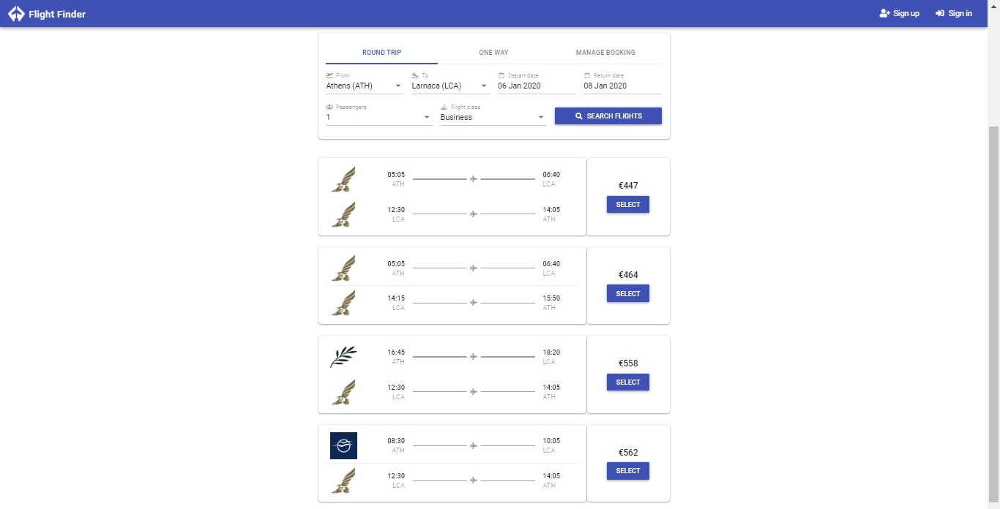 Flight Finder Sign up Sign in
ROUND TRIP ONE WAY MANAGE BOOKING
From To Depart date Return date
Athens (ATH) Larnaca (LCA) 06 Jan 2020 08 Jan 2020
Passengers Flight class
1 Business SEARCH FLIGHTS
05:05 06:40
ATH LCA
€447
SELECT
12:30 14:05
LCA ATH
05:05 06:40
ATH LCA
€464
SELECT
14:15 15:50
LCA ATH
16:45 18:20
ATH LCA
€558
SELECT
12:30 14:05
LCA ATH
08:30 10:05
ATH LCA
€562
SELECT
12:30 14:05
LCA ATH